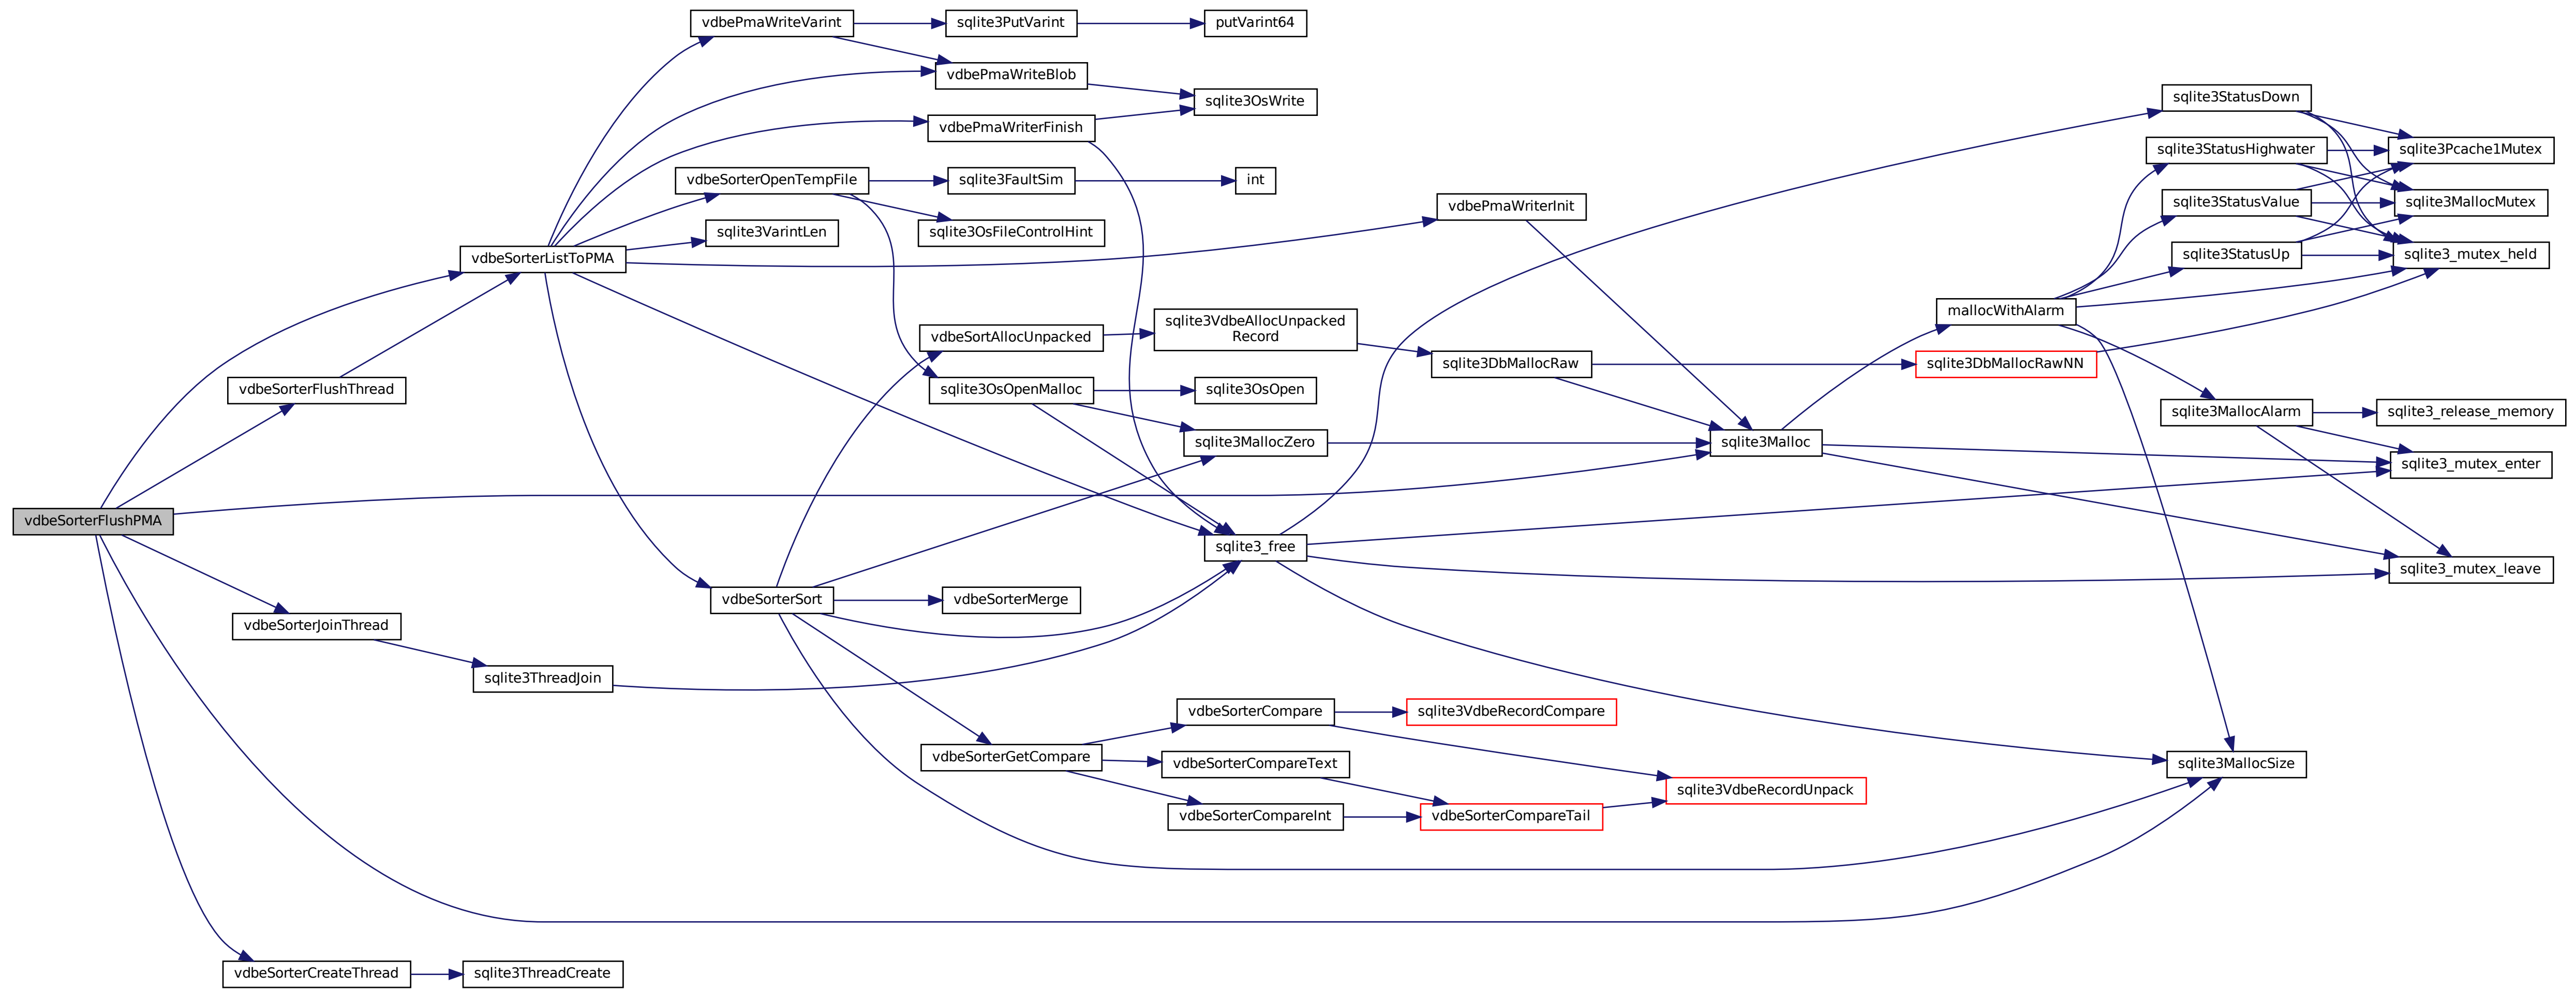 vdbeSorterFlushPMA
vdbeSorterFlushThread
vdbeSorterJoinThread
vdbeSorterCreateThread
vdbeSorterListToPMA
sqlite3ThreadJoin
sqlite3ThreadCreate
vdbePmaWriteVarint
vdbeSorterOpenTempFile
sqlite3VarintLen
vdbeSorterSort
sqlite3PutVarint
vdbePmaWriteBlob
vdbePmaWriterFinish
sqlite3FaultSim
sqlite3OsFileControlHint
vdbeSortAllocUnpacked
sqlite3OsOpenMalloc
vdbeSorterMerge
vdbeSorterGetCompare
putVarint64
sqlite3OsWrite
int
sqlite3VdbeAllocUnpacked
Record
sqlite3OsOpen
sqlite3MallocZero
sqlite3_free
vdbeSorterCompare
vdbeSorterCompareText
vdbeSorterCompareInt
vdbePmaWriterInit
sqlite3DbMallocRaw
sqlite3VdbeRecordCompare
vdbeSorterCompareTail
sqlite3Malloc
sqlite3VdbeRecordUnpack
mallocWithAlarm
sqlite3DbMallocRawNN
sqlite3StatusDown
sqlite3StatusHighwater
sqlite3StatusValue
sqlite3StatusUp
sqlite3MallocAlarm
sqlite3MallocSize
sqlite3Pcache1Mutex
sqlite3MallocMutex
sqlite3_mutex_held
sqlite3_release_memory
sqlite3_mutex_enter
sqlite3_mutex_leave